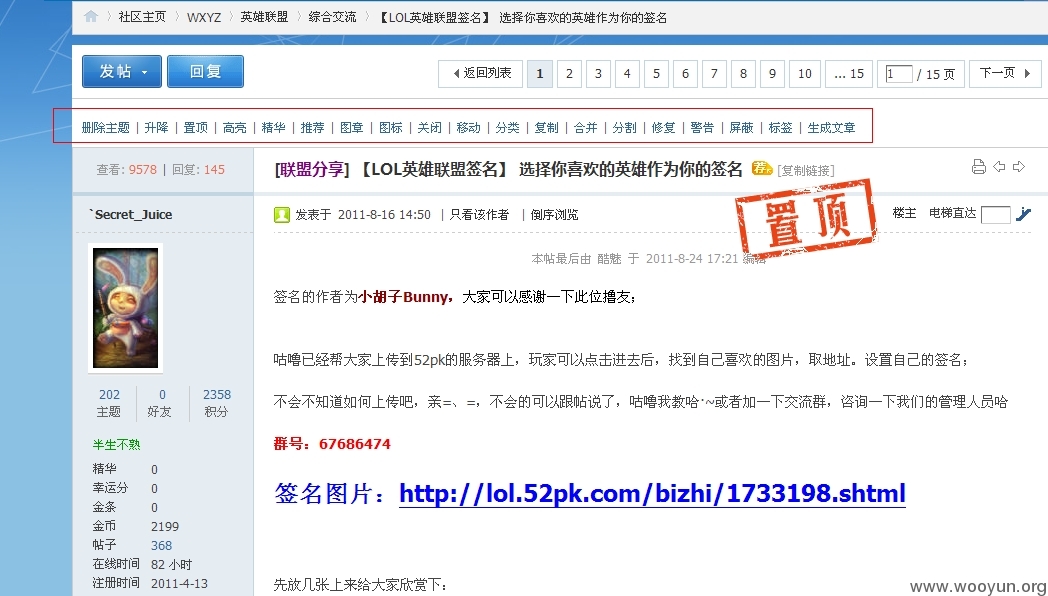 社区主页 〉 WXYZ 〉 英雄联盟 〉 综合交流 〉 【LOL英雄联盟签名】 选择你喜欢的英雄作为你的签名
发帖 回复 返回列表 1 2 3 4 5 6 7 8 9 10 ... 15 1 / 15 页 下一页
删除主题 | 升降 | 置顶 | 高亮 | 精华 | 推荐 | 图章 | 图标 | 关闭 | 移动 | 分类 | 复制 | 合并 | 分割 | 修复 | 警告 | 屏蔽 | 标签 | 生成文章
查看: 9578 | 回复: 145
[联盟分享] 【LOL英雄联盟签名】 选择你喜欢的英雄作为你的签名 荐 [复制链接]
`Secret_Juice
发表于 2011-8-16 14:50 | 只看该作者 | 倒序浏览
置顶
楼主 电梯直达
本帖最后由 酷魅 于 2011-8-24 17:21 编辑
签名的作者为小胡子Bunny，大家可以感谢一下此位撸友；
咕噜已经帮大家上传到52pk的服务器上，玩家可以点击进去后，找到自己喜欢的图片，取地址。设置自己的签名；
不会不知道如何上传吧，亲=、=，不会的可以跟帖说了，咕噜我教哈·~或者加一下交流群，咨询一下我们的管理人员哈
群号：67686474
签名图片：http://lol.52pk.com/bizhi/1733198.shtml
先放几张上来给大家欣赏下：
202 0 2358
主题 好友 积分
半生不熟
精华 0
幸运分 0
金条 0
金币 2199
帖子 368
在线时间 82 小时
注册时间 2011-4-13
www.wooyun.org